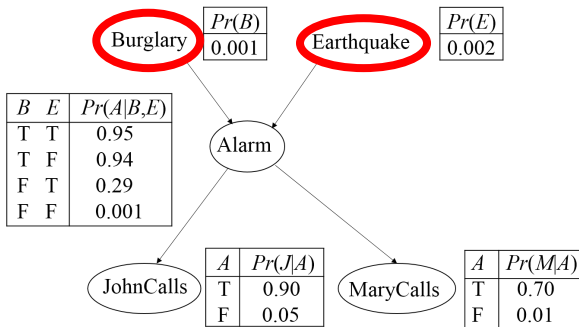 Burglary
Pr(B)
0.001
Earthquake
Pr(E)
0.002
B E Pr(A|B,E)
T T 0.95
T F 0.94
F T 0.29
F F 0.001
Alarm
JohnCalls
A Pr(J|A)
T 0.90
F 0.05
MaryCalls
A Pr(M|A)
T 0.70
F 0.01